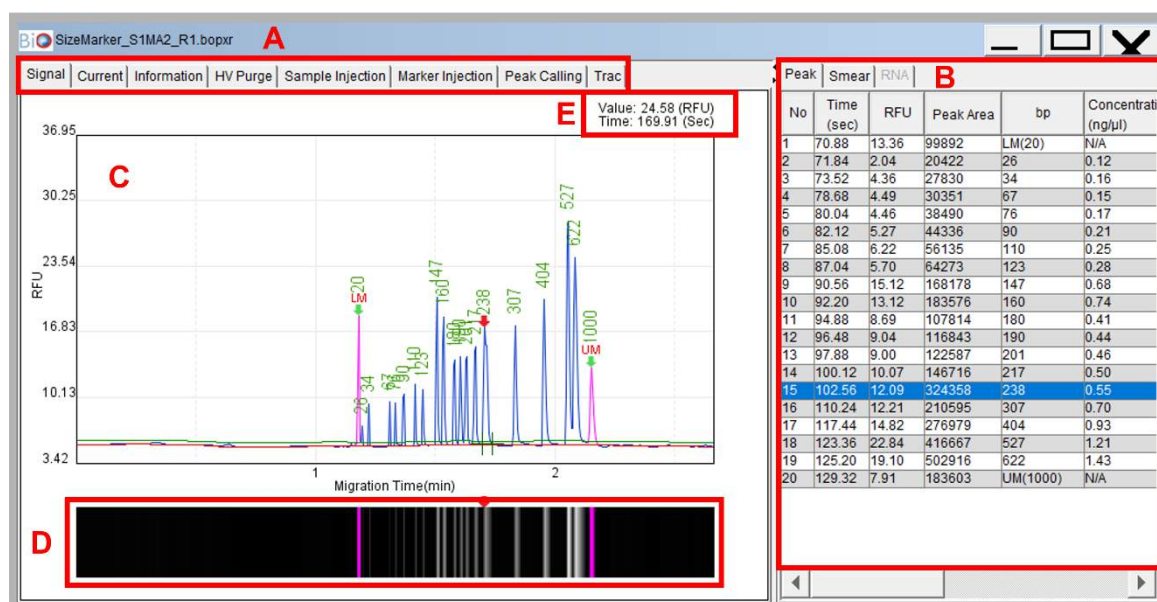 BiO SizeMarker_S1MA2_R1.bopxr
A
Signal Current Information HV Purge Sample Injection Marker Injection Peak Calling Trac
Peak Smear RNA
B
E
Value: 24.58 (RFU)
Time: 169.91 (Sec)
C
36.95
30.25
23.54
16.83
10.13
3.42
RFU
1
2
Migration Time(min)
20
LM
26
34
67
76
90
110
123
147
160
180
190
201
217
238
307
404
527
622
1000
UM
D
No Time (sec) RFU Peak Area bp Concentrati (ng/µl)
1 70.88 13.36 99892 LM(20) N/A
2 71.84 2.04 20422 26 0.12
3 73.52 4.36 27830 34 0.16
4 78.68 4.49 30351 67 0.15
5 80.04 4.46 38490 76 0.17
6 82.12 5.27 44336 90 0.21
7 85.08 6.22 56135 110 0.25
8 87.04 5.70 64273 123 0.28
9 90.56 15.12 168178 147 0.68
10 92.20 13.12 183576 160 0.74
11 94.88 8.69 107814 180 0.41
12 96.48 9.04 116843 190 0.44
13 97.88 9.00 122587 201 0.46
14 100.12 10.07 146716 217 0.50
15 102.56 12.09 324358 238 0.55
16 110.24 12.21 210595 307 0.70
17 117.44 14.82 276979 404 0.93
18 123.36 22.84 416667 527 1.21
19 125.20 19.10 502916 622 1.43
20 129.32 7.91 183603 UM(1000) N/A